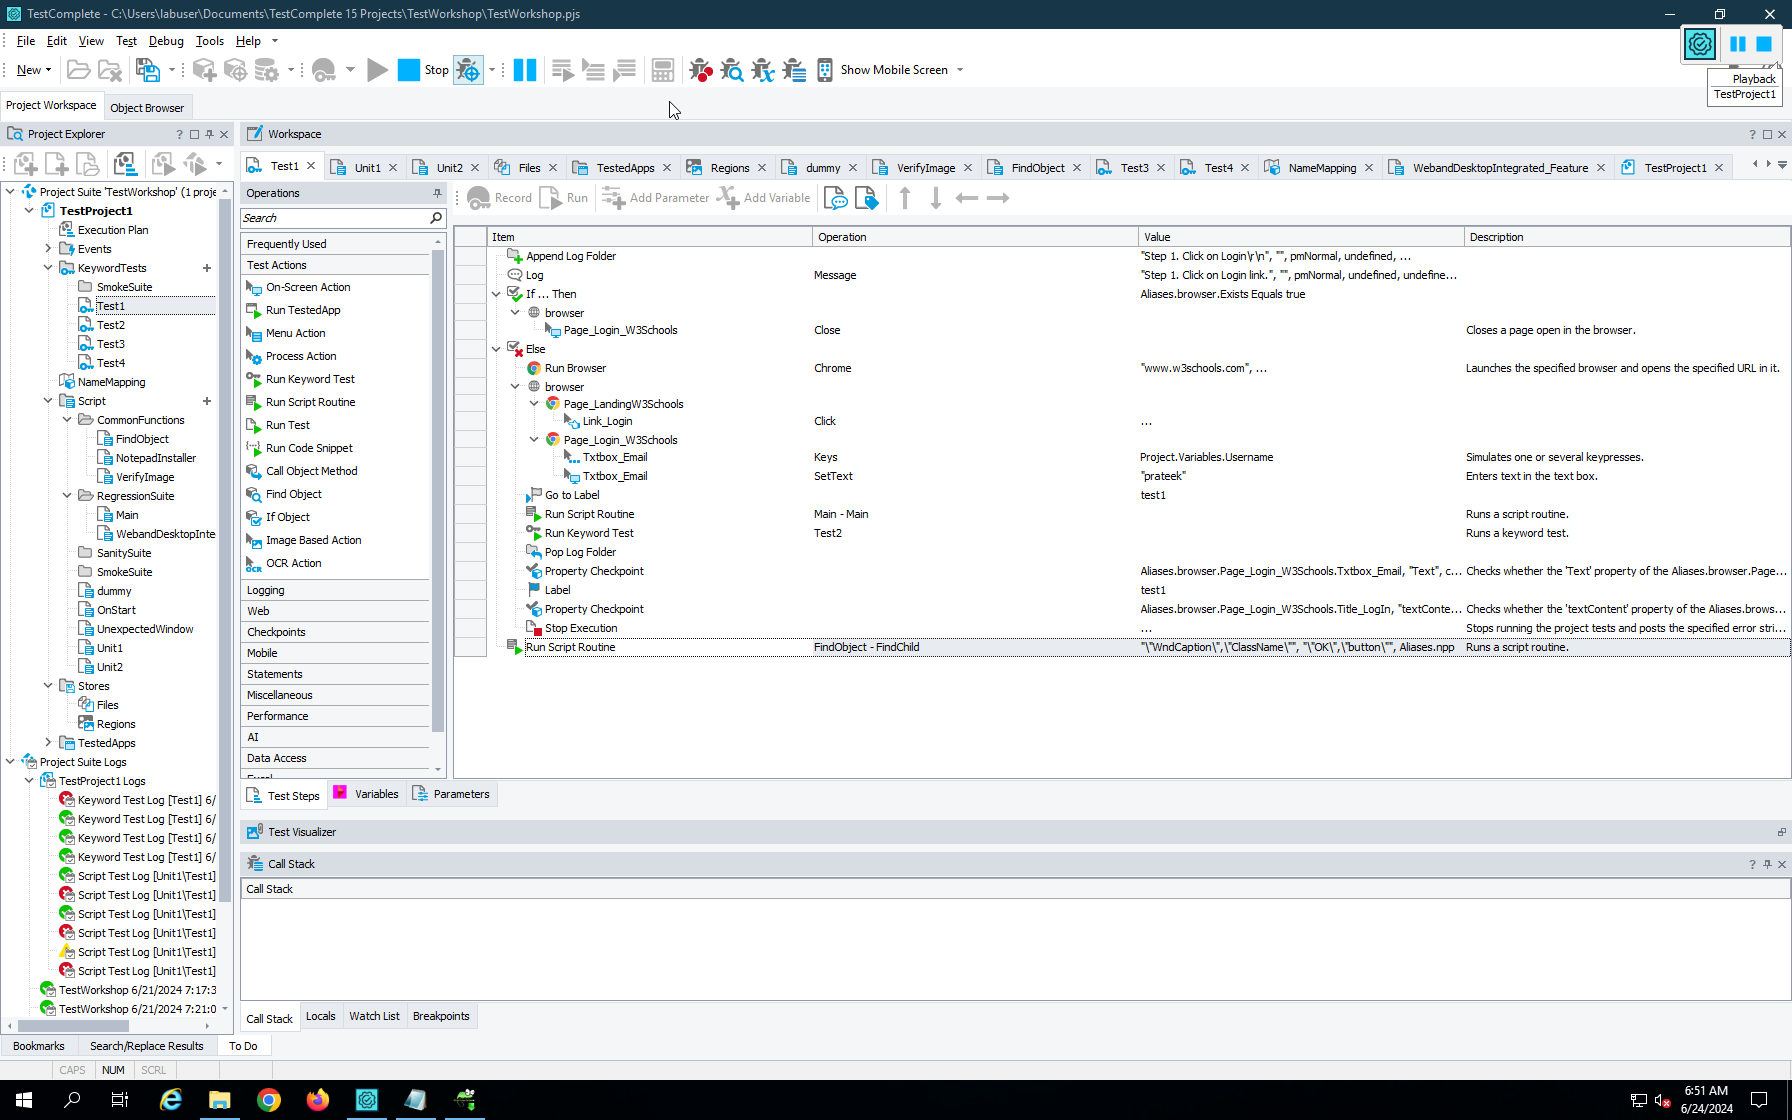 TestComplete - C:\Users\labuser\Documents\TestComplete 15 Projects\TestWorkshop\TestWorkshop.pjs
File Edit View Test Debug Tools Help
New Stop Show Mobile Screen
Playback
TestProject1
Project Workspace Object Browser
Project Explorer
Workspace
Test1 Unit1 Unit2 Files TestedApps Regions dummy VerifyImage FindObject Test3 Test4 NameMapping WebandDesktopIntegrated_Feature TestProject1
Project Suite 'TestWorkshop' (1 proje
TestProject1
Execution Plan
Events
KeywordTests
SmokeSuite
Test1
Test2
Test3
Test4
NameMapping
Script
CommonFunctions
FindObject
NotepadInstaller
VerifyImage
RegressionSuite
Main
WebandDesktopInte
SanitySuite
SmokeSuite
dummy
OnStart
UnexpectedWindow
Unit1
Unit2
Stores
Files
Regions
TestedApps
Project Suite Logs
TestProject1 Logs
Keyword Test Log [Test1] 6/
Keyword Test Log [Test1] 6/
Keyword Test Log [Test1] 6/
Keyword Test Log [Test1] 6/
Script Test Log [Unit1\Test1]
Script Test Log [Unit1\Test1]
Script Test Log [Unit1\Test1]
Script Test Log [Unit1\Test1]
Script Test Log [Unit1\Test1]
Script Test Log [Unit1\Test1]
TestWorkshop 6/21/2024 7:17:3
TestWorkshop 6/21/2024 7:21:0
Operations
Search
Frequently Used
Test Actions
On-Screen Action
Run TestedApp
Menu Action
Process Action
Run Keyword Test
Run Script Routine
Run Test
Run Code Snippet
Call Object Method
Find Object
If Object
Image Based Action
OCR Action
Logging
Web
Checkpoints
Mobile
Statements
Miscellaneous
Performance
AI
Data Access
Record Run Add Parameter Add Variable
Item Operation Value Description
Append Log Folder "Step 1. Click on Login\r\n", "", pmNormal, undefined, ...
Log Message "Step 1. Click on Login link.", "", pmNormal, undefined, undefine...
If ... Then Aliases.browser.Exists Equals true
browser
Page_Login_W3Schools Close Closes a page open in the browser.
Else
Run Browser Chrome "www.w3schools.com", ... Launches the specified browser and opens the specified URL in it.
browser
Page_LandingW3Schools
Link_Login Click ...
Page_Login_W3Schools
Txtbox_Email Keys Project.Variables.Username Simulates one or several keypresses.
Txtbox_Email SetText "prateek" Enters text in the text box.
Go to Label test1
Run Script Routine Main - Main Runs a script routine.
Run Keyword Test Test2 Runs a keyword test.
Pop Log Folder
Property Checkpoint Aliases.browser.Page_Login_W3Schools.Txtbox_Email, "Text", c... Checks whether the 'Text' property of the Aliases.browser.Page...
Label test1
Property Checkpoint Aliases.browser.Page_Login_W3Schools.Title_LogIn, "textConte... Checks whether the 'textContent' property of the Aliases.brows...
Stop Execution ... Stops running the project tests and posts the specified error stri...
Run Script Routine FindObject - FindChild "\"WndCaption\",\"ClassName\"", "\"OK\",\"button\"", Aliases.npp Runs a script routine.
Test Steps Variables Parameters
Test Visualizer
Call Stack
Call Stack
Call Stack Locals Watch List Breakpoints
Bookmarks Search/Replace Results To Do
CAPS NUM SCRL
6:51 AM
6/24/2024